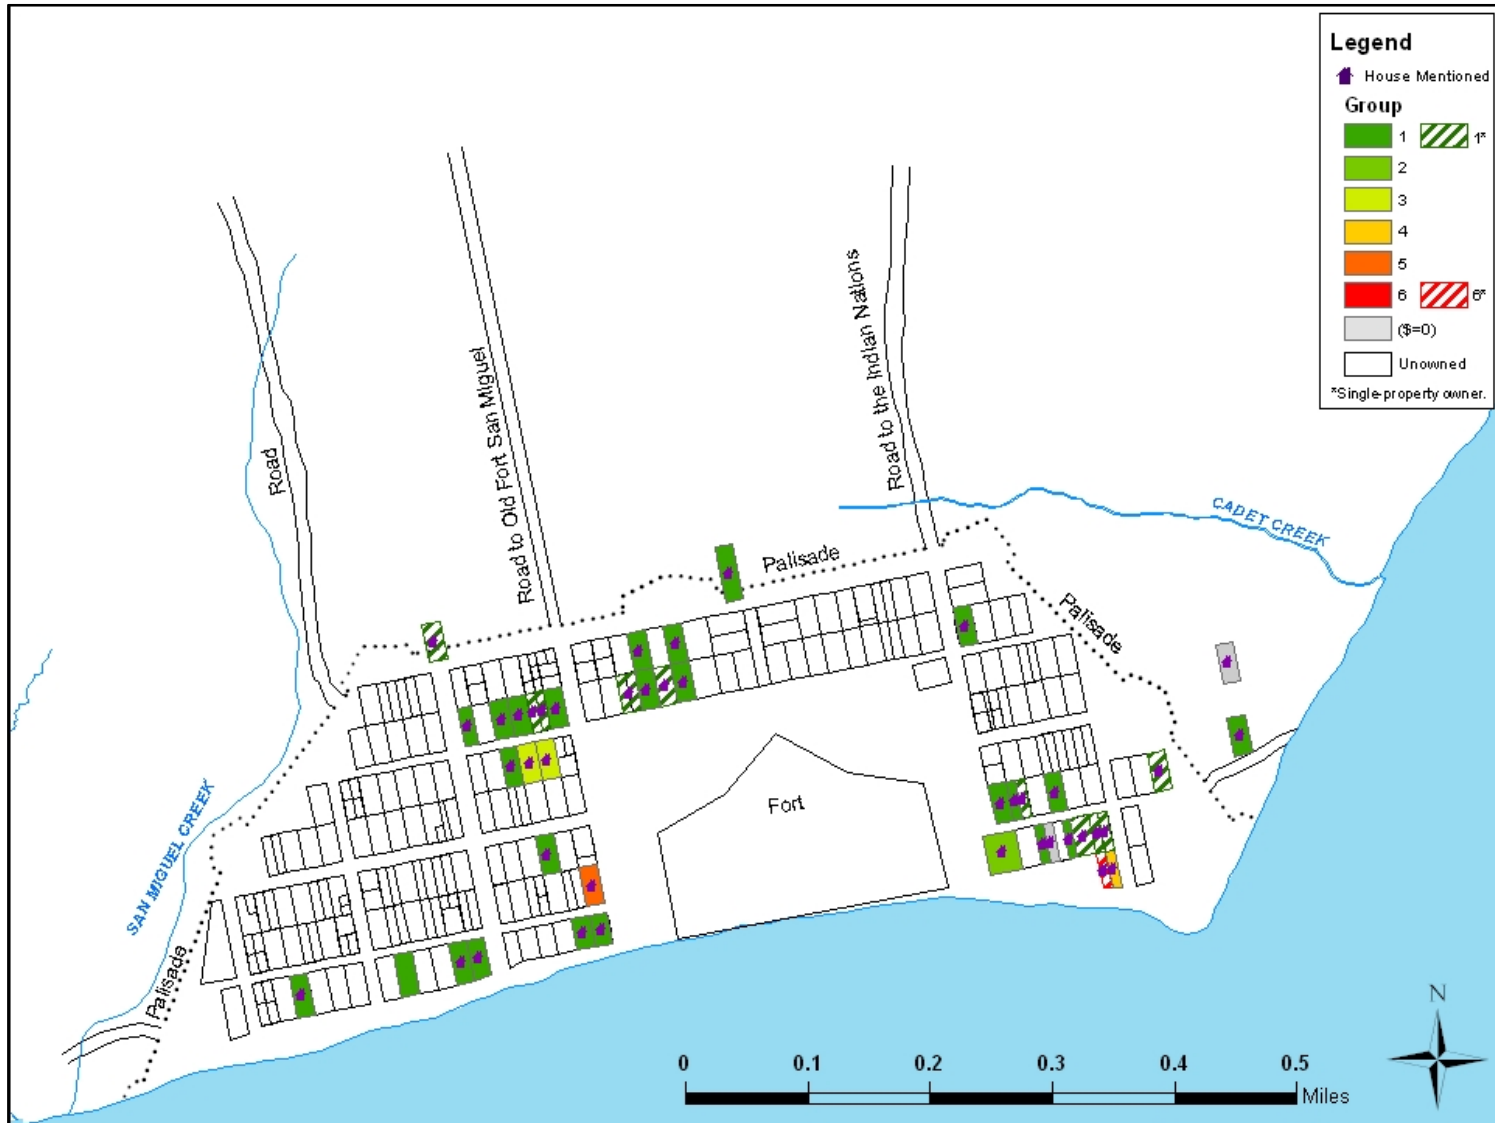 Legend
House Mentioned
Group
1
1*
2
3
4
5
6
6*
($=0)
Unowned
*Single-property owner.
Road
Road to Old Fort San Miguel
Road to the Indian Nations
CADET CREEK
Palisade
Palisade
Fort
SAN MIGUEL CREEK
Palisade
N
0 0.1 0.2 0.3 0.4 0.5
Miles